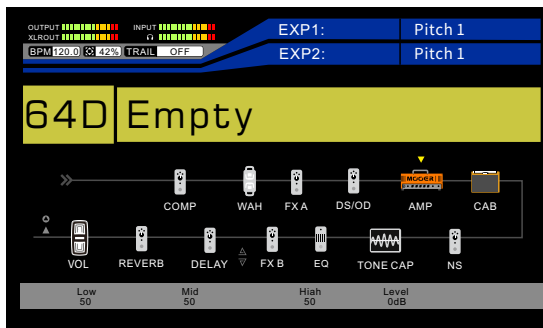 OUTPUT INPUT
XLROUT
BPM 120.0 42% TRAIL OFF
EXP1: Pitch 1
EXP2: Pitch 1
64D Empty
MOOER
COMP WAH FX A DS/OD AMP CAB
VOL REVERB DELAY FX B EQ TONE CAP NS
Low Mid Hiah Level
50 50 50 0dB